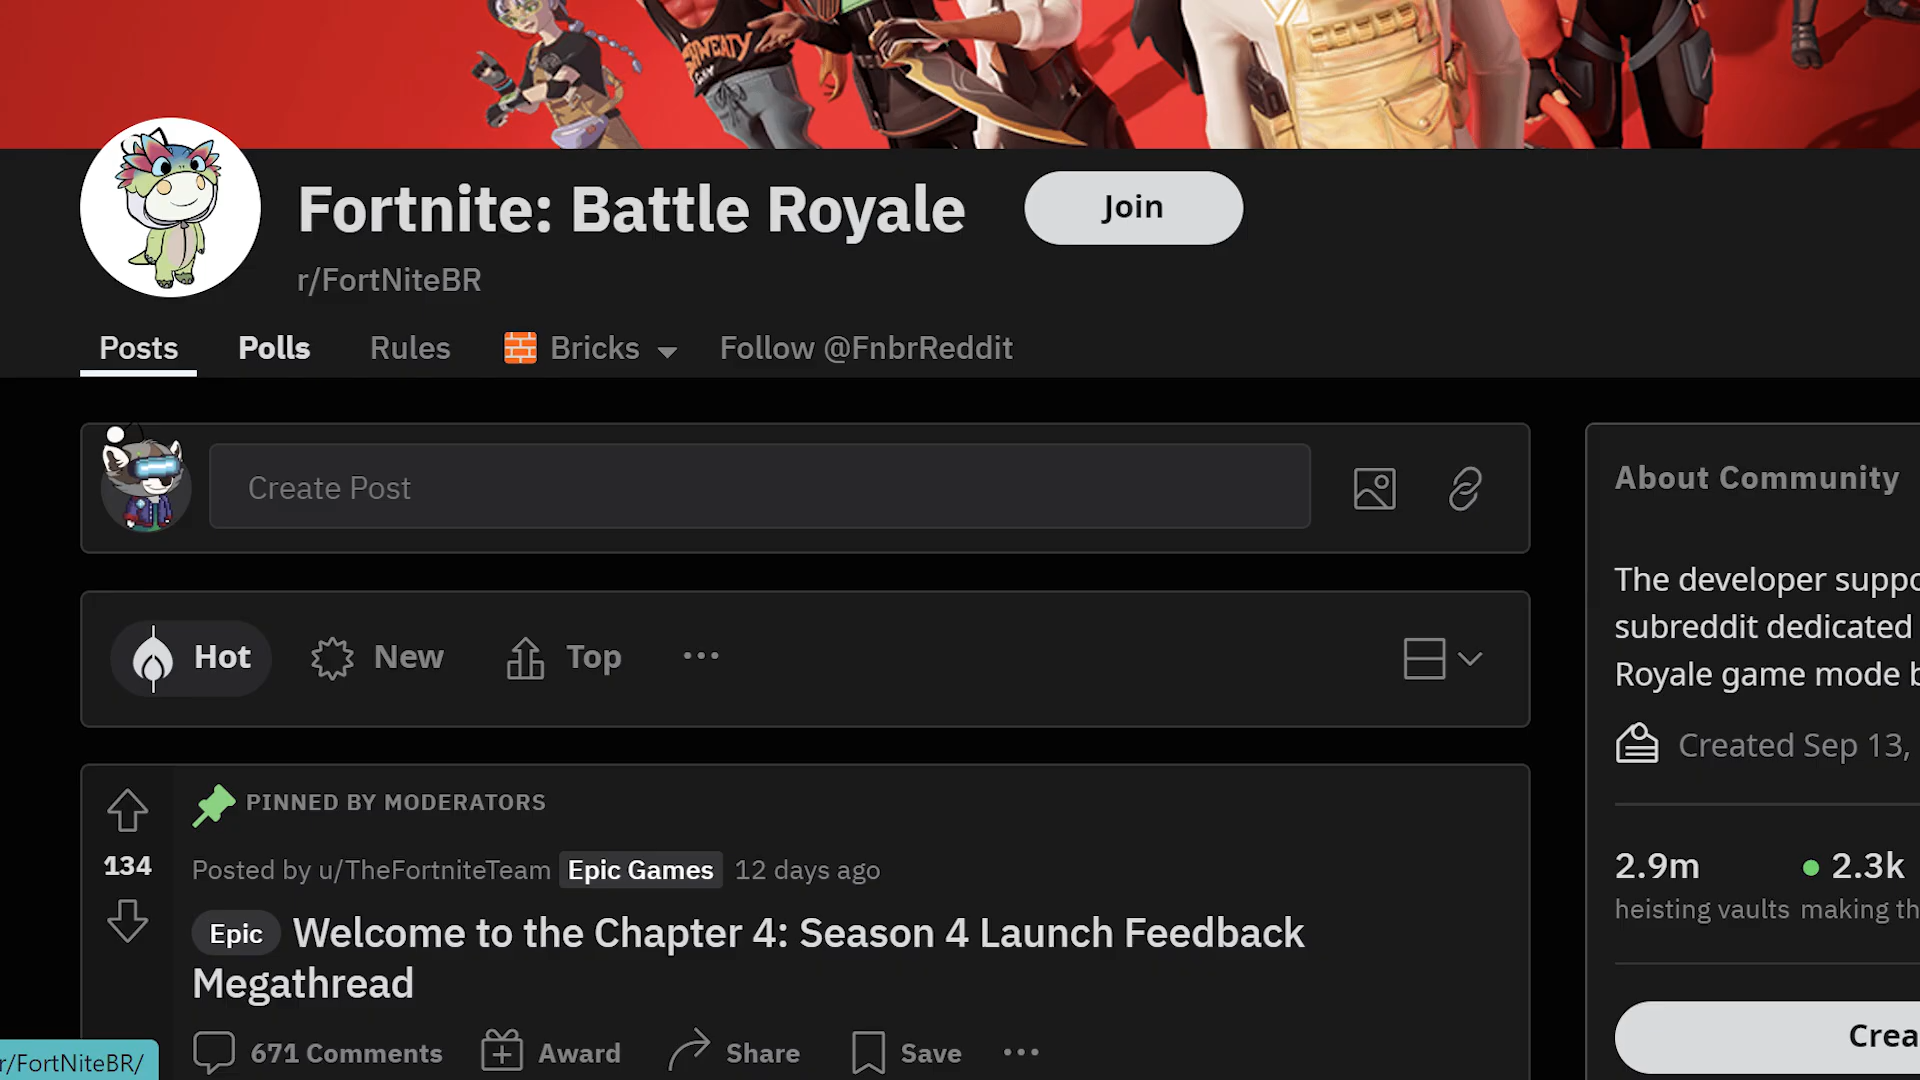 SWEATY
Fortnite: Battle Royale
Join
r/FortNiteBR
Posts
Polls
Rules
Bricks
Follow @FnbrReddit
Create Post
About Community
The developer suppo
subreddit dedicated
Royale game mode b
Created Sep 13,
Hot
New
Top
PINNED BY MODERATORS
134
Posted by u/TheFortniteTeam Epic Games 12 days ago
Epic Welcome to the Chapter 4: Season 4 Launch Feedback
Megathread
2.9m
2.3k
heisting vaults
making th
671 Comments
Award
Share
Save
Crea
r/FortNiteBR/